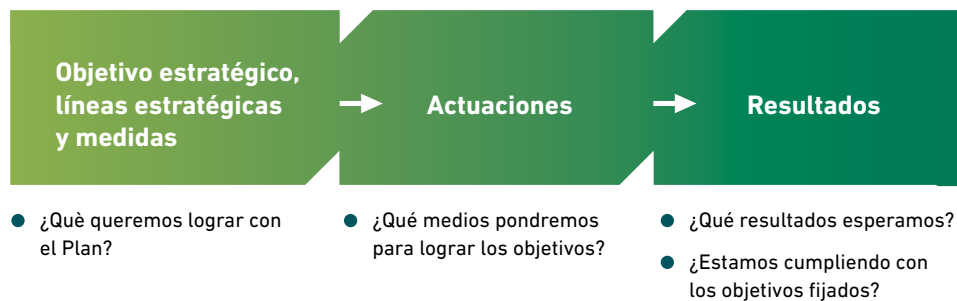 Objetivo estratégico,
líneas estratégicas
y medidas
Actuaciones
Resultados
¿Què queremos lograr con
el Plan?
¿Qué medios pondremos
para lograr los objetivos?
¿Qué resultados esperamos?
¿Estamos cumpliendo con
los objetivos fijados?